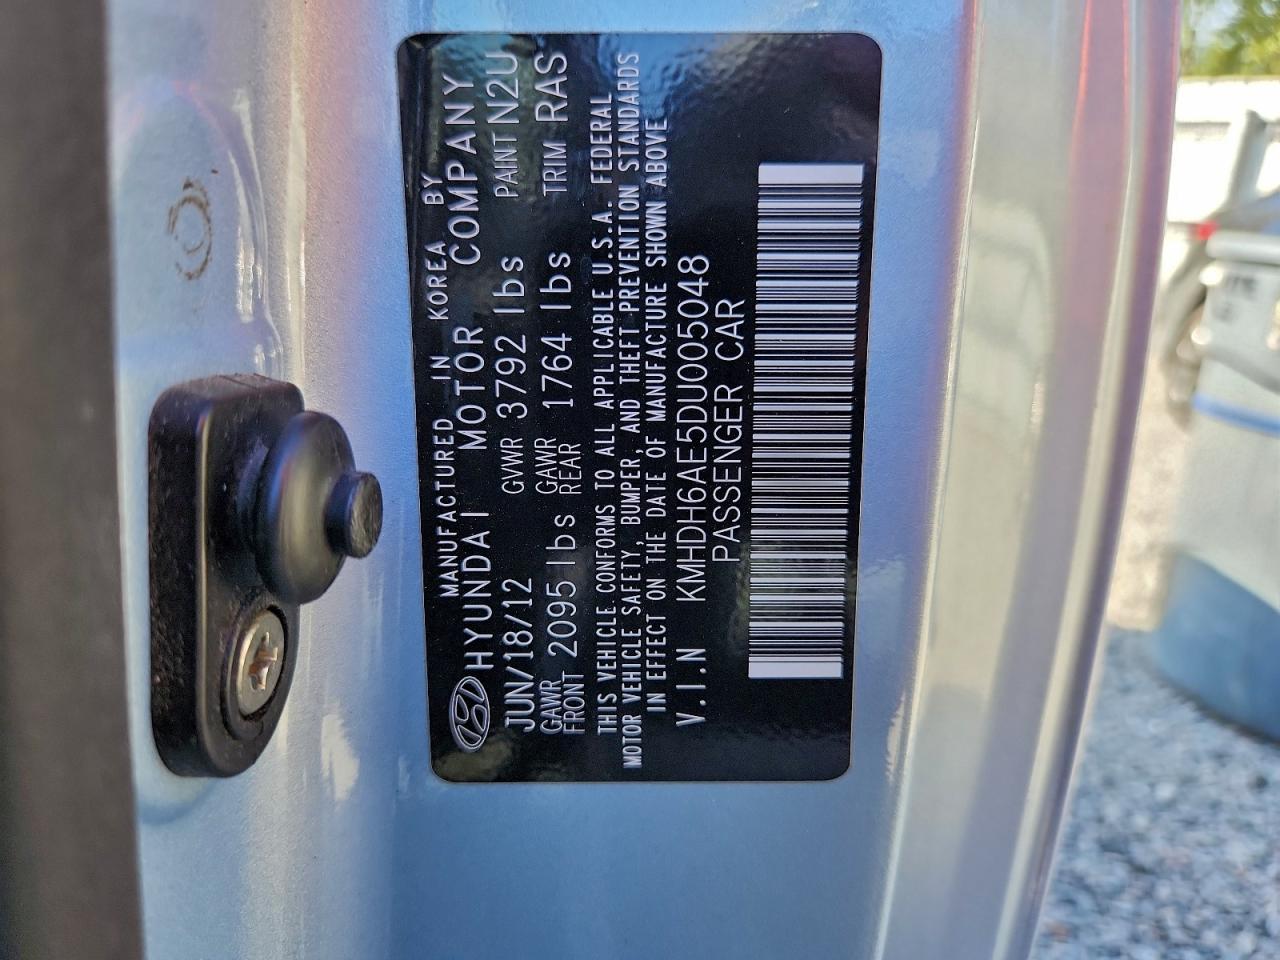 MANUFACTURED IN KOREA BY
HYUNDAI MOTOR COMPANY
JUN/18/12 GVWR 3792 lbs PAINT N2U
GAWR FRONT 2095 lbs GAWR REAR 1764 lbs TRIM RAS
THIS VEHICLE CONFORMS TO ALL APPLICABLE U.S.A. FEDERAL
MOTOR VEHICLE SAFETY, BUMPER, AND THEFT PREVENTION STANDARDS
IN EFFECT ON THE DATE OF MANUFACTURE SHOWN ABOVE
V.I.N KMHDH6AE5DU005048
PASSENGER CAR